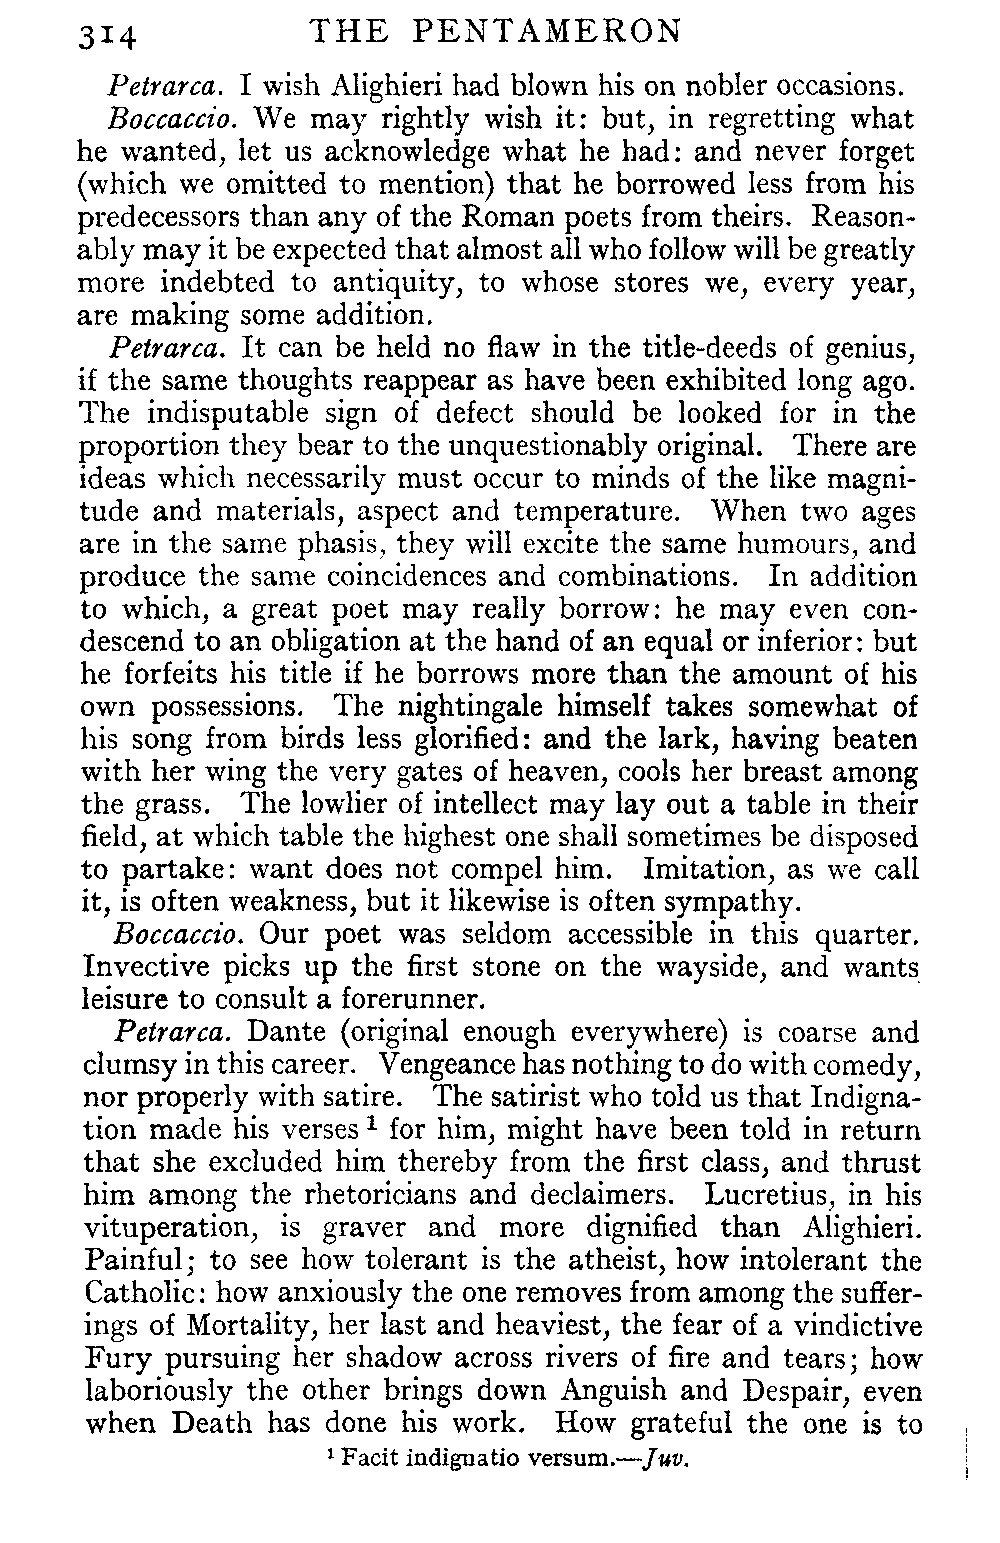 314 THE PENTAMERON
Petrarca. I wish Alighieri had blown his on nobler occasions.
Boccaccio. We may rightly wish it: but, in regretting what
he wanted, let us acknowledge what he had: and never forget
(which we omitted to mention) that he borrowed less from his
predecessors than any of the Roman poets from theirs. Reason-
ably may it be expected that almost all who follow will be greatly
more indebted to antiquity, to whose stores we, every year,
are making some addition.
Petrarca. It can be held no flaw in the title-deeds of genius,
if the same thoughts reappear as have been exhibited long ago.
The indisputable sign of defect should be looked for in the
proportion they bear to the unquestionably original. There are
ideas which necessarily must occur to minds of the like magni-
tude and materials, aspect and temperature. When two ages
are in the same phasis, they will excite the same humours, and
produce the same coincidences and combinations. In addition
to which, a great poet may really borrow: he may even con-
descend to an obligation at the hand of an equal or inferior: but
he forfeits his title if he borrows more than the amount of his
own possessions. The nightingale himself takes somewhat of
his song from birds less glorified: and the lark, having beaten
with her wing the very gates of heaven, cools her breast among
the grass. The lowlier of intellect may lay out a table in their
field, at which table the highest one shall sometimes be disposed
to partake: want does not compel him. Imitation, as we call
it, is often weakness, but it likewise is often sympathy.
Boccaccio. Our poet was seldom accessible in this quarter.
Invective picks up the first stone on the wayside, and wants
leisure to consult a forerunner.
Petrarca. Dante (original enough everywhere) is coarse and
clumsy in this career. Vengeance has nothing to do with comedy,
nor properly with satire. The satirist who told us that Indigna-
tion made his verses ¹ for him, might have been told in return
that she excluded him thereby from the first class, and thrust
him among the rhetoricians and declaimers. Lucretius, in his
vituperation, is graver and more dignified than Alighieri.
Painful; to see how tolerant is the atheist, how intolerant the
Catholic: how anxiously the one removes from among the suffer-
ings of Mortality, her last and heaviest, the fear of a vindictive
Fury pursuing her shadow across rivers of fire and tears; how
laboriously the other brings down Anguish and Despair, even
when Death has done his work. How grateful the one is to
¹ Facit indignatio versum.—Juv.